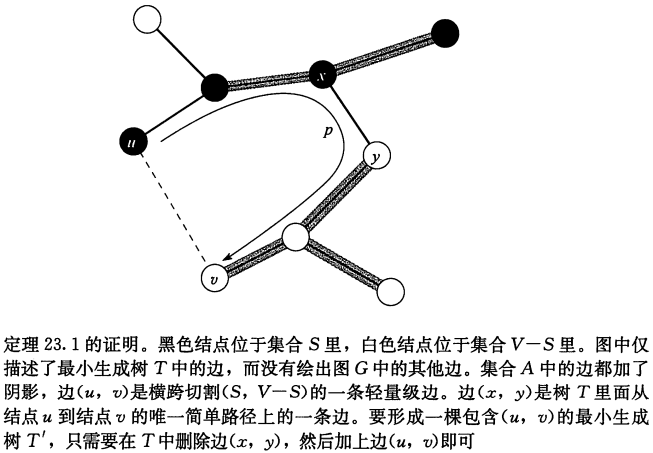 x
p
u
y
v
定理 23.1 的证明。黑色结点位于集合 S 里，白色结点位于集合 V－S 里。图中仅
描述了最小生成树 T 中的边，而没有绘出图 G 中的其他边。集合 A 中的边都加了
阴影，边(u，v)是横跨切割(S，V－S)的一条轻量级边。边(x，y)是树 T 里面从
结点 u 到结点 v 的唯一简单路径上的一条边。要形成一棵包含(u，v)的最小生成
树 T′，只需要在 T 中删除边(x，y)，然后加上边(u，v)即可